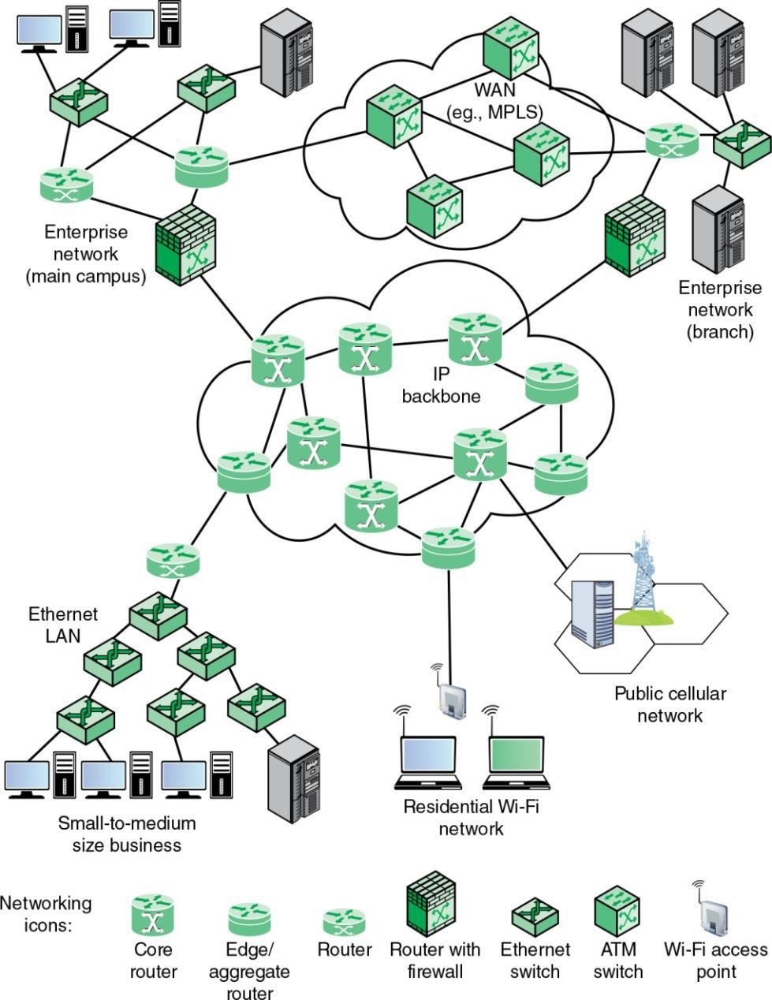 WAN
(eg., MPLS)
Enterprise
network
(main campus)
Enterprise
network
(branch)
IP
backbone
Ethernet
LAN
Public cellular
network
Residential Wi-Fi
network
Small-to-medium
size business
Networking
icons:
Core
router
Edge/
aggregate
router
Router
Router with
firewall
Ethernet
switch
ATM
switch
Wi-Fi access
point